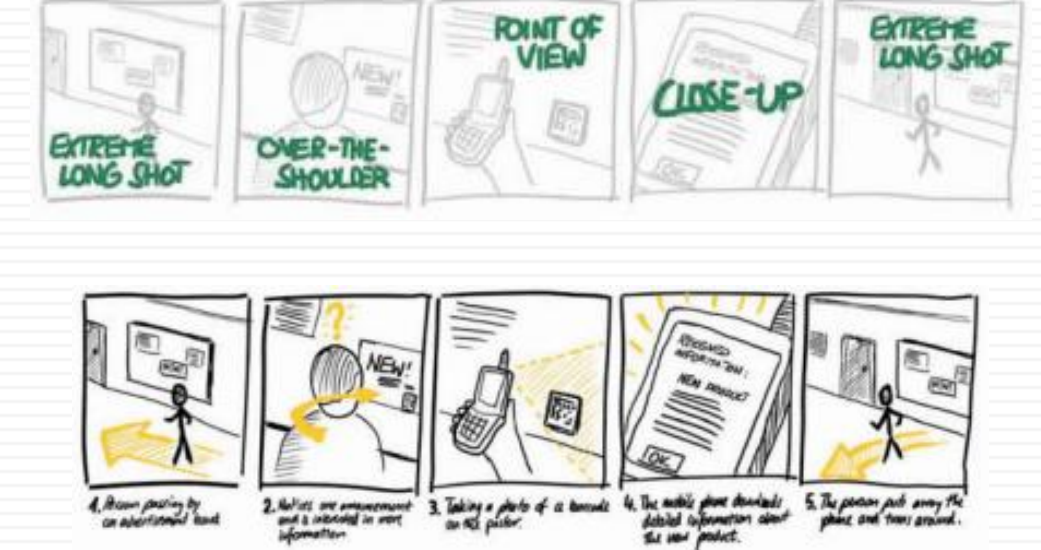 EXTREME
LONG SHOT
NEW!
OVER-THE-
SHOULDER
POINT OF
VIEW
CLOSE-UP
OK
EXTREME
LONG SHOT
?
NEW!
RECEIVED
INFORMATION:
NEW PRODUCT
OK
1. Person passing by
an advertisement board
2. Notices one announcement
and is interested in more
information
3. Taking a photo of a barcode
on the
4. The mobile phone downloads
detailed information about
the new product.
5. The person puts away the
phone and turns around.